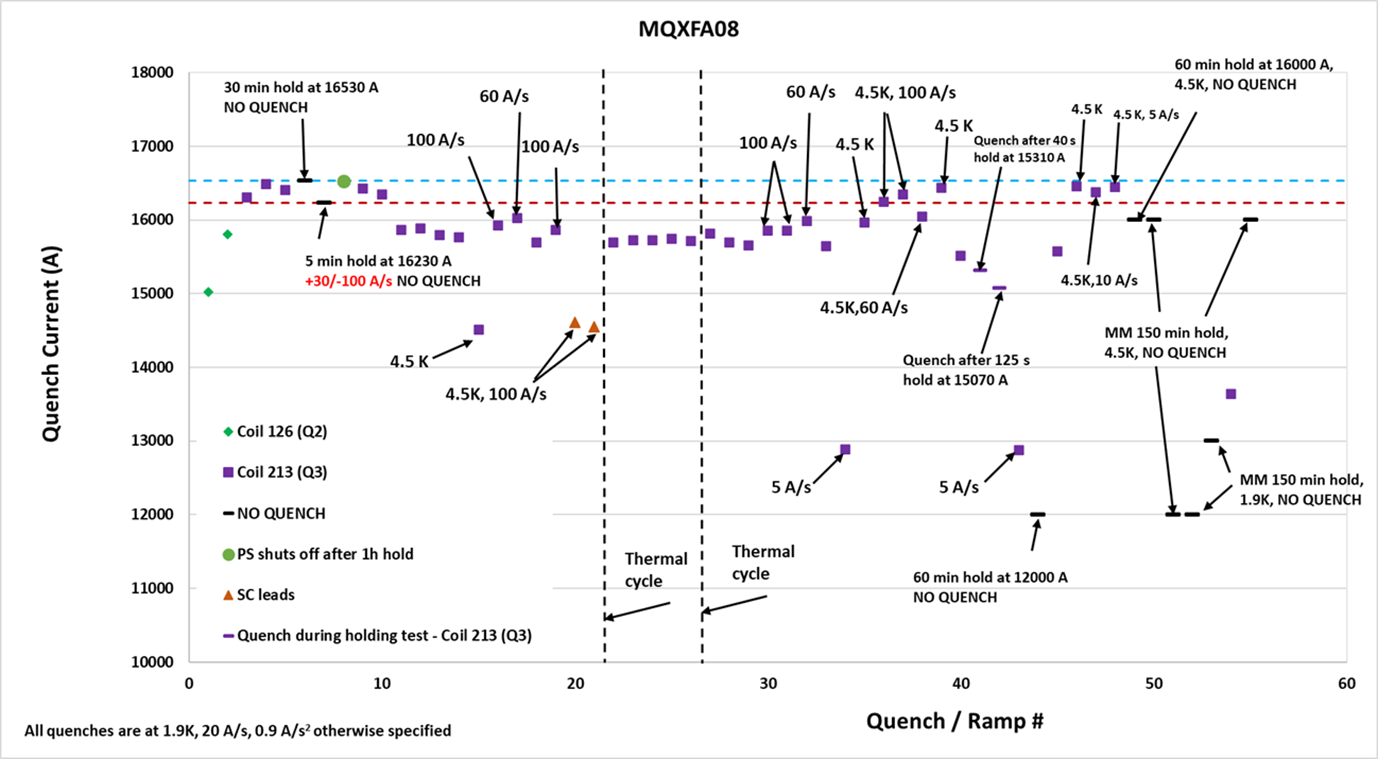 MQXFA08
Quench Current (A)
18000
17000
16000
15000
14000
13000
12000
11000
10000
0
10
20
30
40
50
60
Quench / Ramp #
30 min hold at 16530 A
NO QUENCH
5 min hold at 16230 A
+30/-100 A/s NO QUENCH
100 A/s
60 A/s
100 A/s
4.5 K
4.5K, 100 A/s
Thermal
cycle
Thermal
cycle
100 A/s
60 A/s
4.5 K
4.5K, 100 A/s
4.5 K
4.5K,60 A/s
Quench after 40 s
hold at 15310 A
Quench after 125 s
hold at 15070 A
5 A/s
5 A/s
60 min hold at 12000 A
NO QUENCH
4.5 K
4.5 K, 5 A/s
4.5K,10 A/s
60 min hold at 16000 A,
4.5K, NO QUENCH
MM 150 min hold,
4.5K, NO QUENCH
MM 150 min hold,
1.9K, NO QUENCH
Coil 126 (Q2)
Coil 213 (Q3)
NO QUENCH
PS shuts off after 1h hold
SC leads
Quench during holding test - Coil 213 (Q3)
All quenches are at 1.9K, 20 A/s, 0.9 A/s² otherwise specified